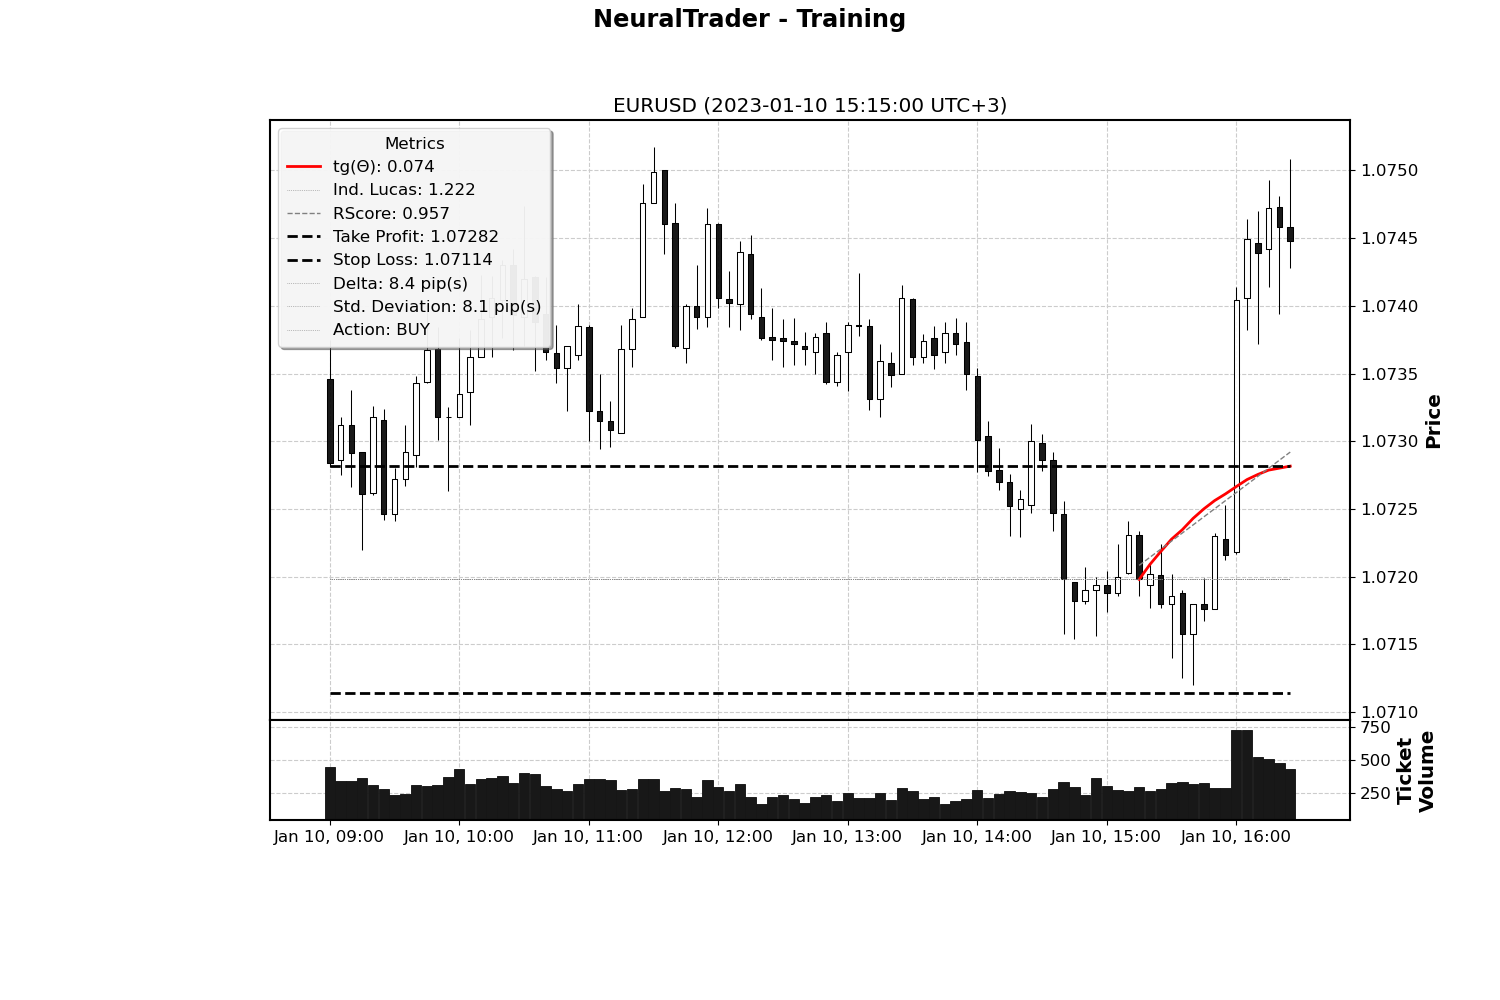 NeuralTrader - Training
EURUSD (2023-01-10 15:15:00 UTC+3)
Metrics
tg(Θ): 0.074
Ind. Lucas: 1.222
RScore: 0.957
Take Profit: 1.07282
Stop Loss: 1.07114
Delta: 8.4 pip(s)
Std. Deviation: 8.1 pip(s)
Action: BUY
1.0750
1.0745
1.0740
1.0735
1.0730
1.0725
1.0720
1.0715
1.0710
Price
750
500
250
Ticket
Volume
Jan 10, 09:00
Jan 10, 10:00
Jan 10, 11:00
Jan 10, 12:00
Jan 10, 13:00
Jan 10, 14:00
Jan 10, 15:00
Jan 10, 16:00